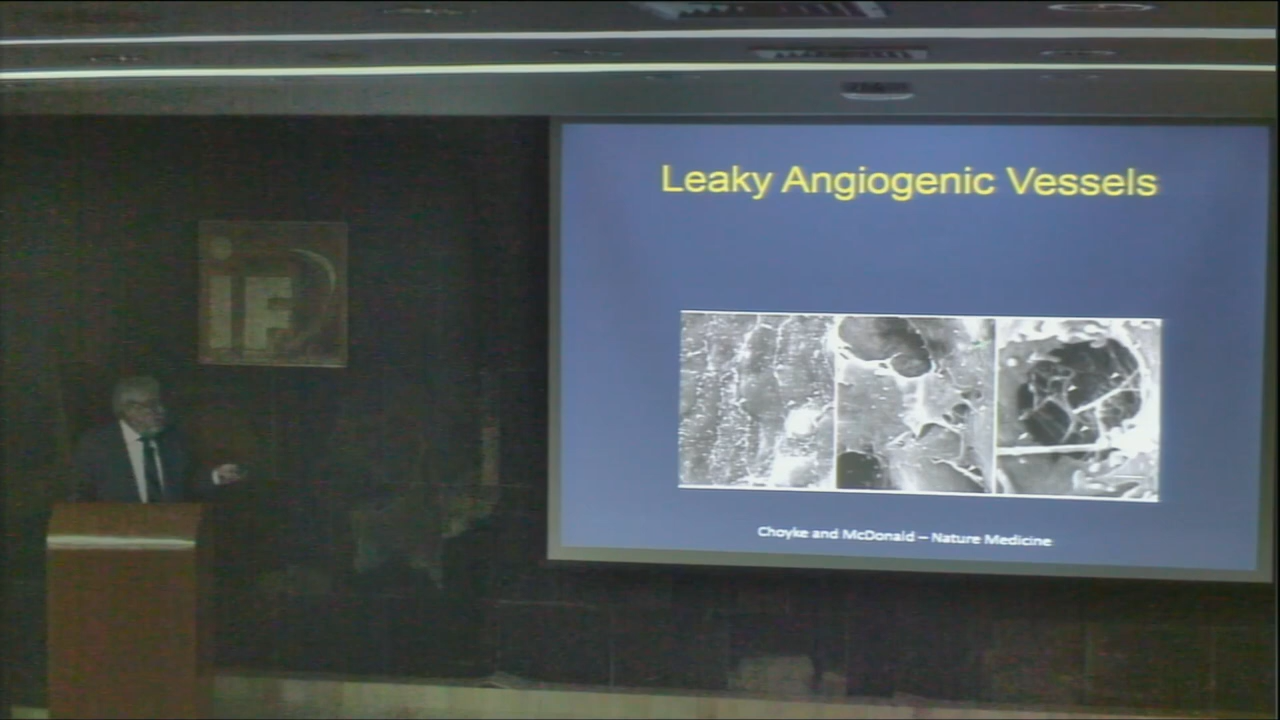 iF
Leaky Angiogenic Vessels
Choyke and McDonald – Nature Medicine